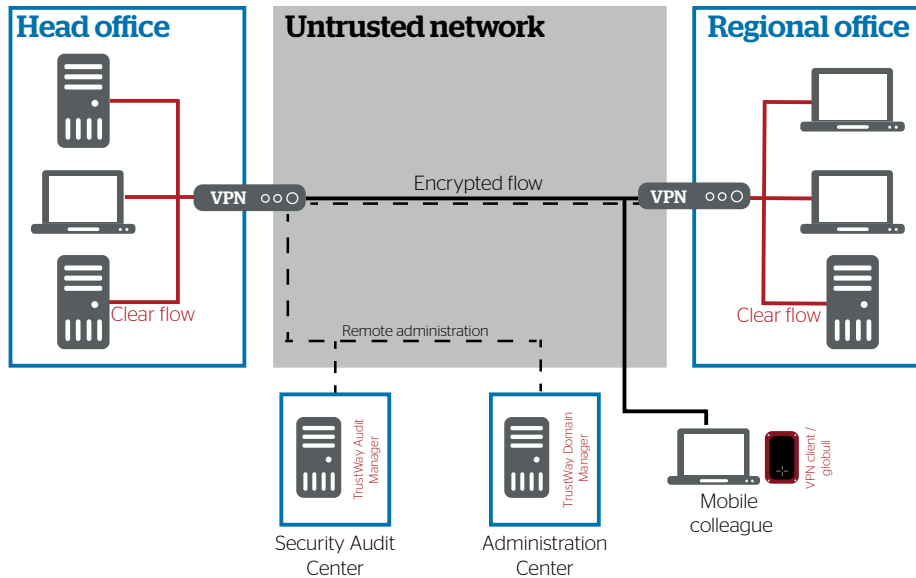 Head office
Untrusted network
Regional office
VPN
Encrypted flow
VPN
Clear flow
Clear flow
Remote administration
TrustWay Audit
Manager
TrustWay Domain
Manager
VPN client /
globull
Security Audit
Center
Administration
Center
Mobile
colleague